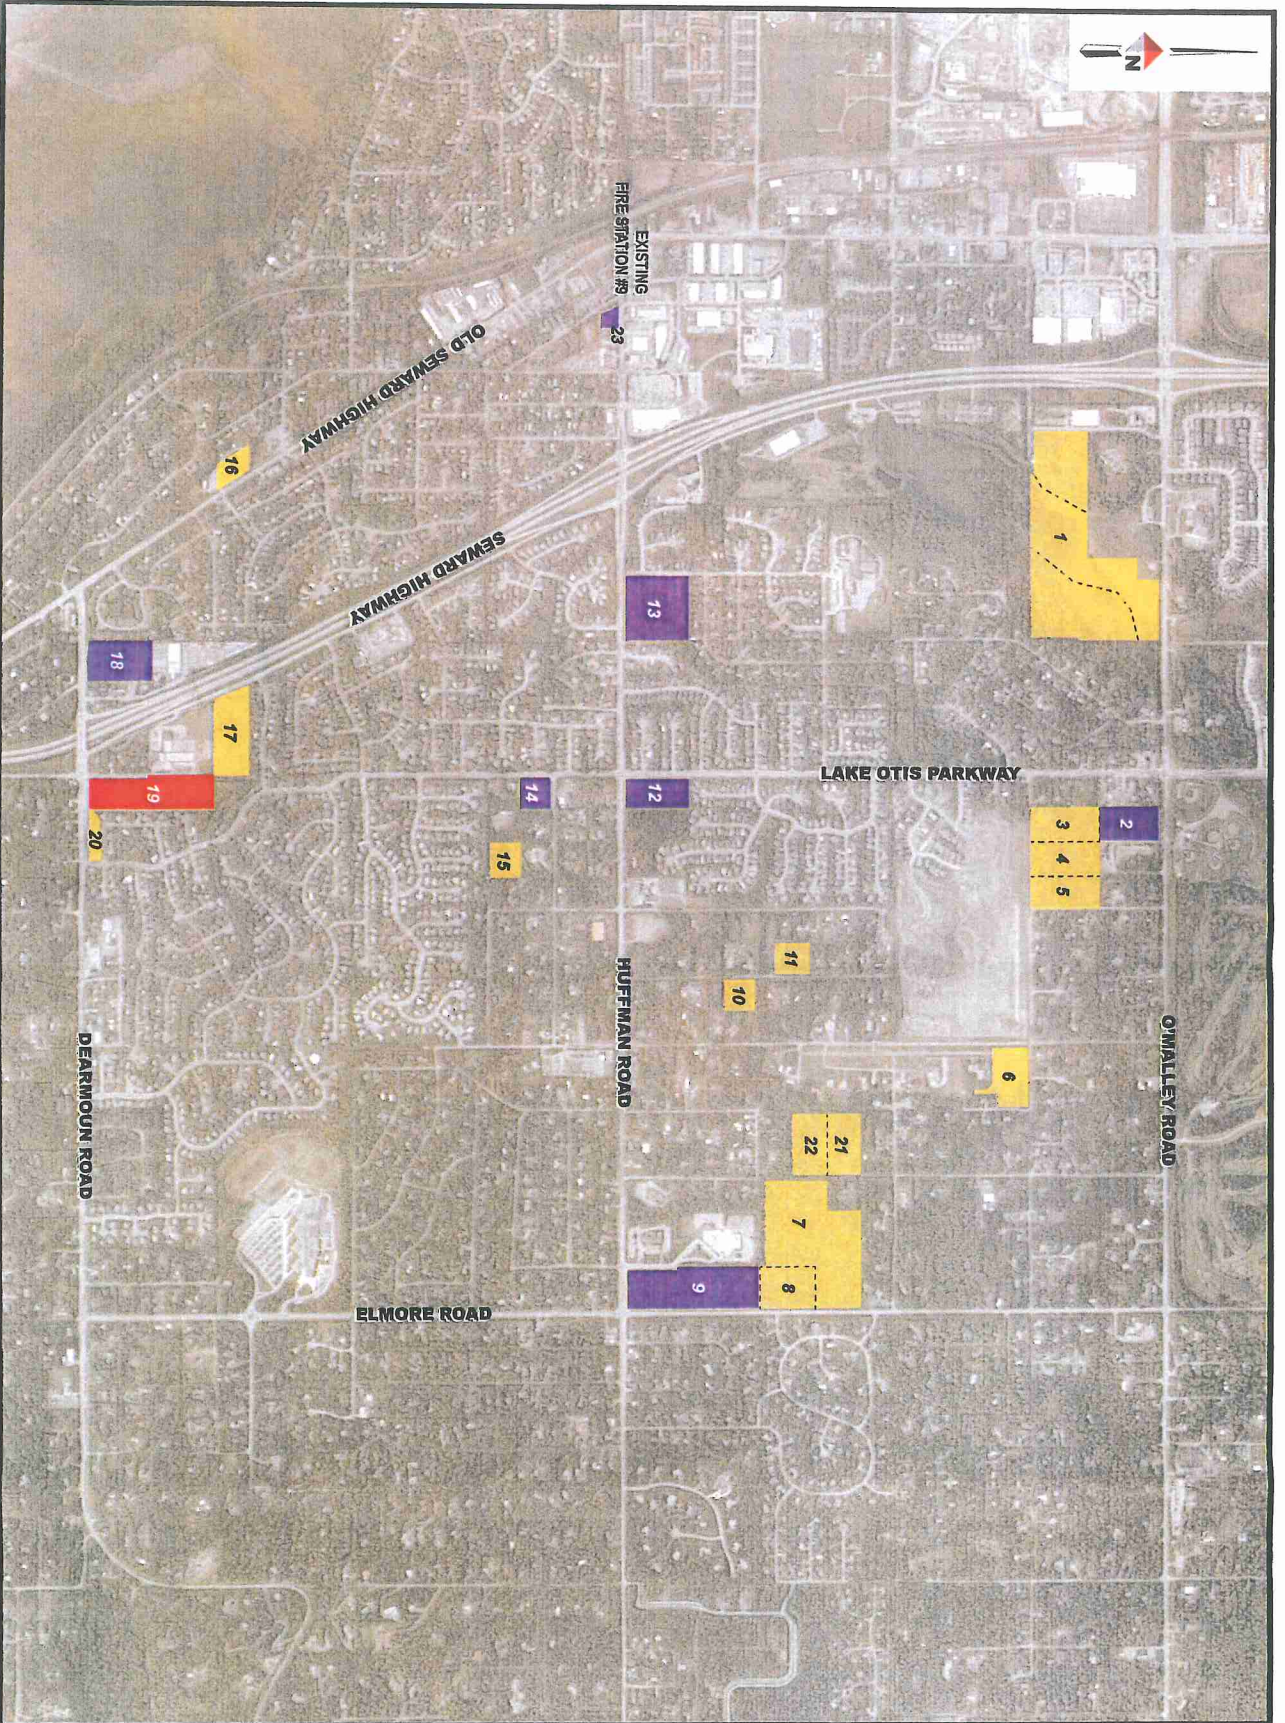 N
O'MALLEY ROAD
1
2
3
4
5
6
LAKE OTIS PARKWAY
21
22
7
8
9
11
10
EXISTING
FIRE STATION #9
23
13
12
HUFFMAN ROAD
14
15
OLD SEWARD HIGHWAY
SEWARD HIGHWAY
ELMORE ROAD
16
17
18
19
20
DEARMOUN ROAD